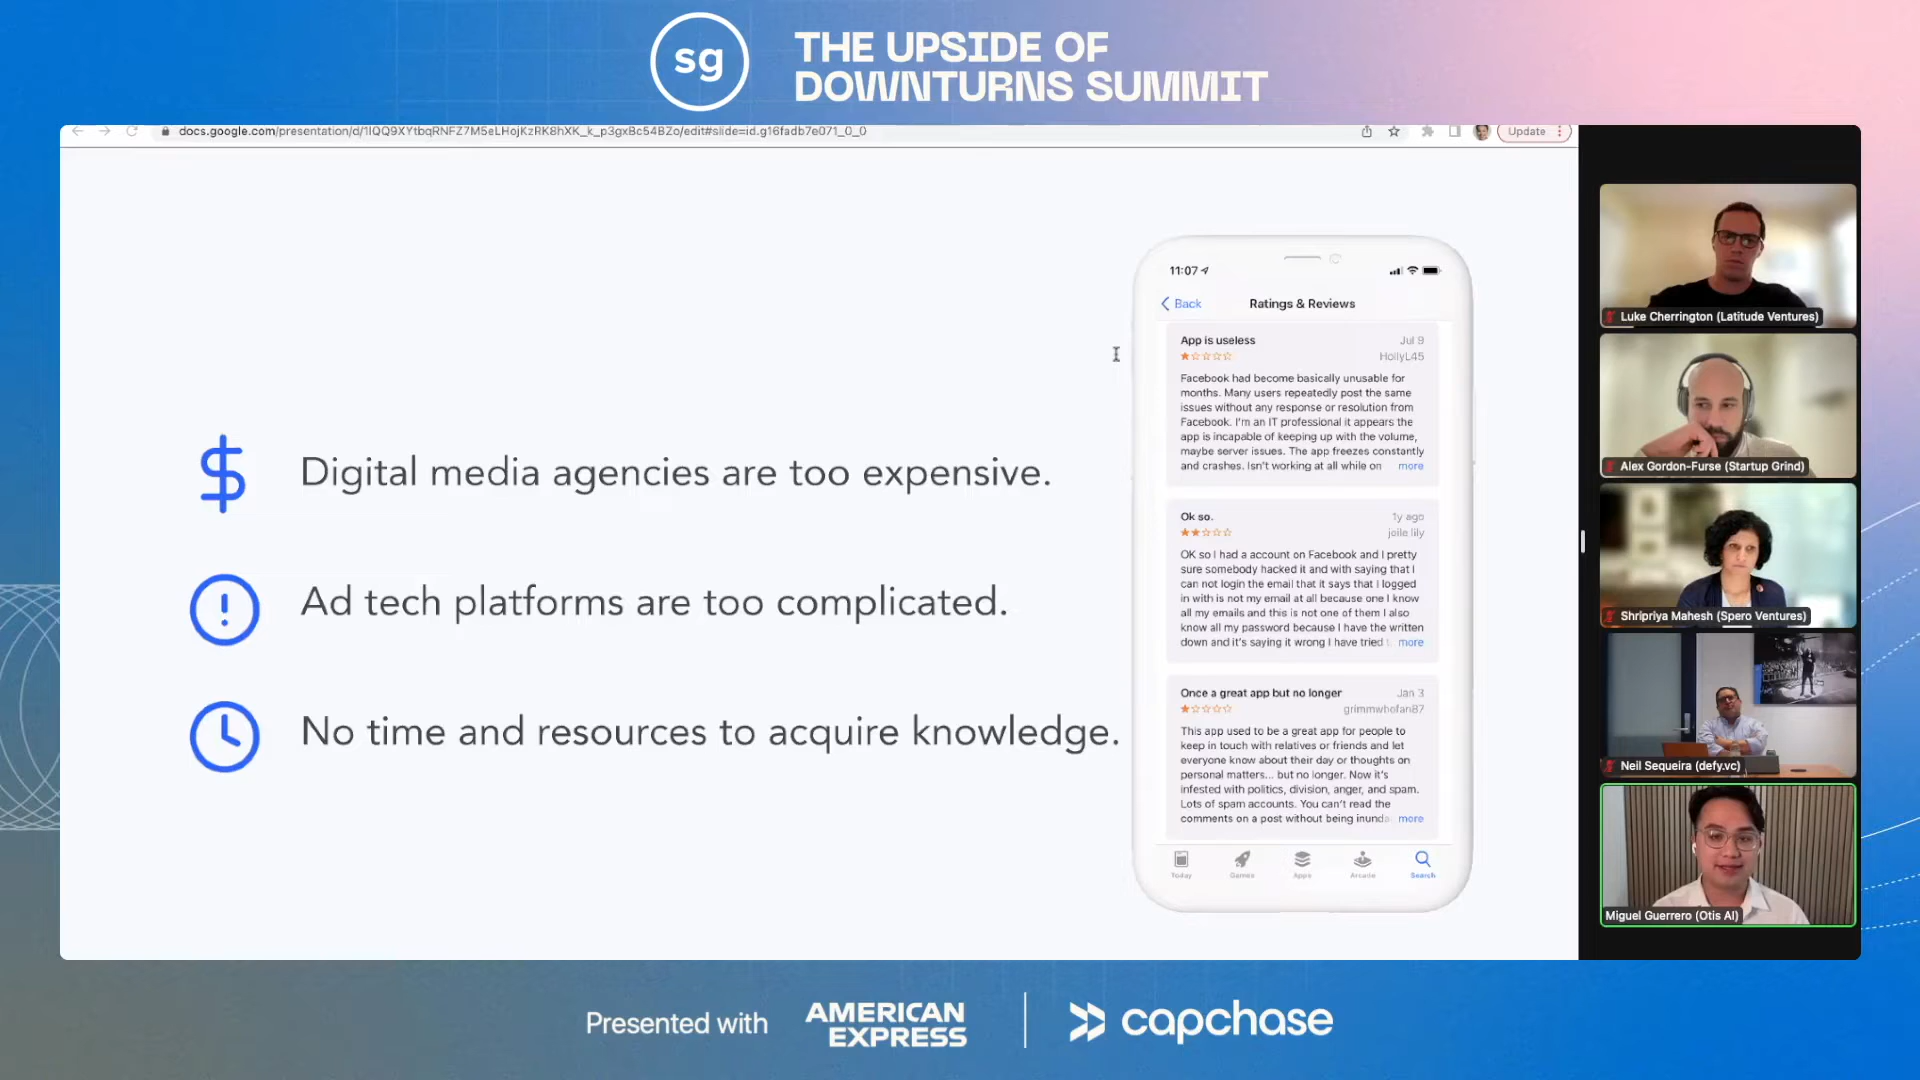 sg
THE UPSIDE OF
DOWNTURNS SUMMIT
docs.google.com/presentation/d/1IQQ9XYtbqRNFZ7M5eLHojKzRK8hXK_k_p3gxBc54BZo/edit#slide=id.g16fadb7e071_0_0
Update
Digital media agencies are too expensive.
Ad tech platforms are too complicated.
No time and resources to acquire knowledge.
11:07
Back
Ratings & Reviews
App is useless
Jul 9
HollyL45
Facebook had become basically unusable for
months. Many users repeatedly post the same
issues without any response or resolution from
Facebook. I'm an IT professional it appears the
app is incapable of keeping up with the volume,
maybe server issues. The app freezes constantly
and crashes. Isn't working at all while on more
Ok so.
1y ago
joile lily
OK so I had a account on Facebook and I pretty
sure somebody hacked it and with saying that I
can not login the email that it says that I logged
in with is not my email at all because one I know
all my emails and this is not one of them I also
know all my password because I have the written
down and it's saying it wrong I have tried more
Once a great app but no longer
Jan 3
grimmwhofan87
This app used to be a great app for people to
keep in touch with relatives or friends and let
everyone know about their day or thoughts on
personal matters... but no longer. Now it's
infested with politics, division, anger, and spam.
Lots of spam accounts. You can't read the
comments on a post without being inunda more
Today
Games
Apps
Arcade
Search
Luke Cherrington (Latitude Ventures)
Alex Gordon-Furse (Startup Grind)
Shripriya Mahesh (Spero Ventures)
Neil Sequeira (defy.vc)
Miguel Guerrero (Otis AI)
Presented with
AMERICAN
EXPRESS
capchase